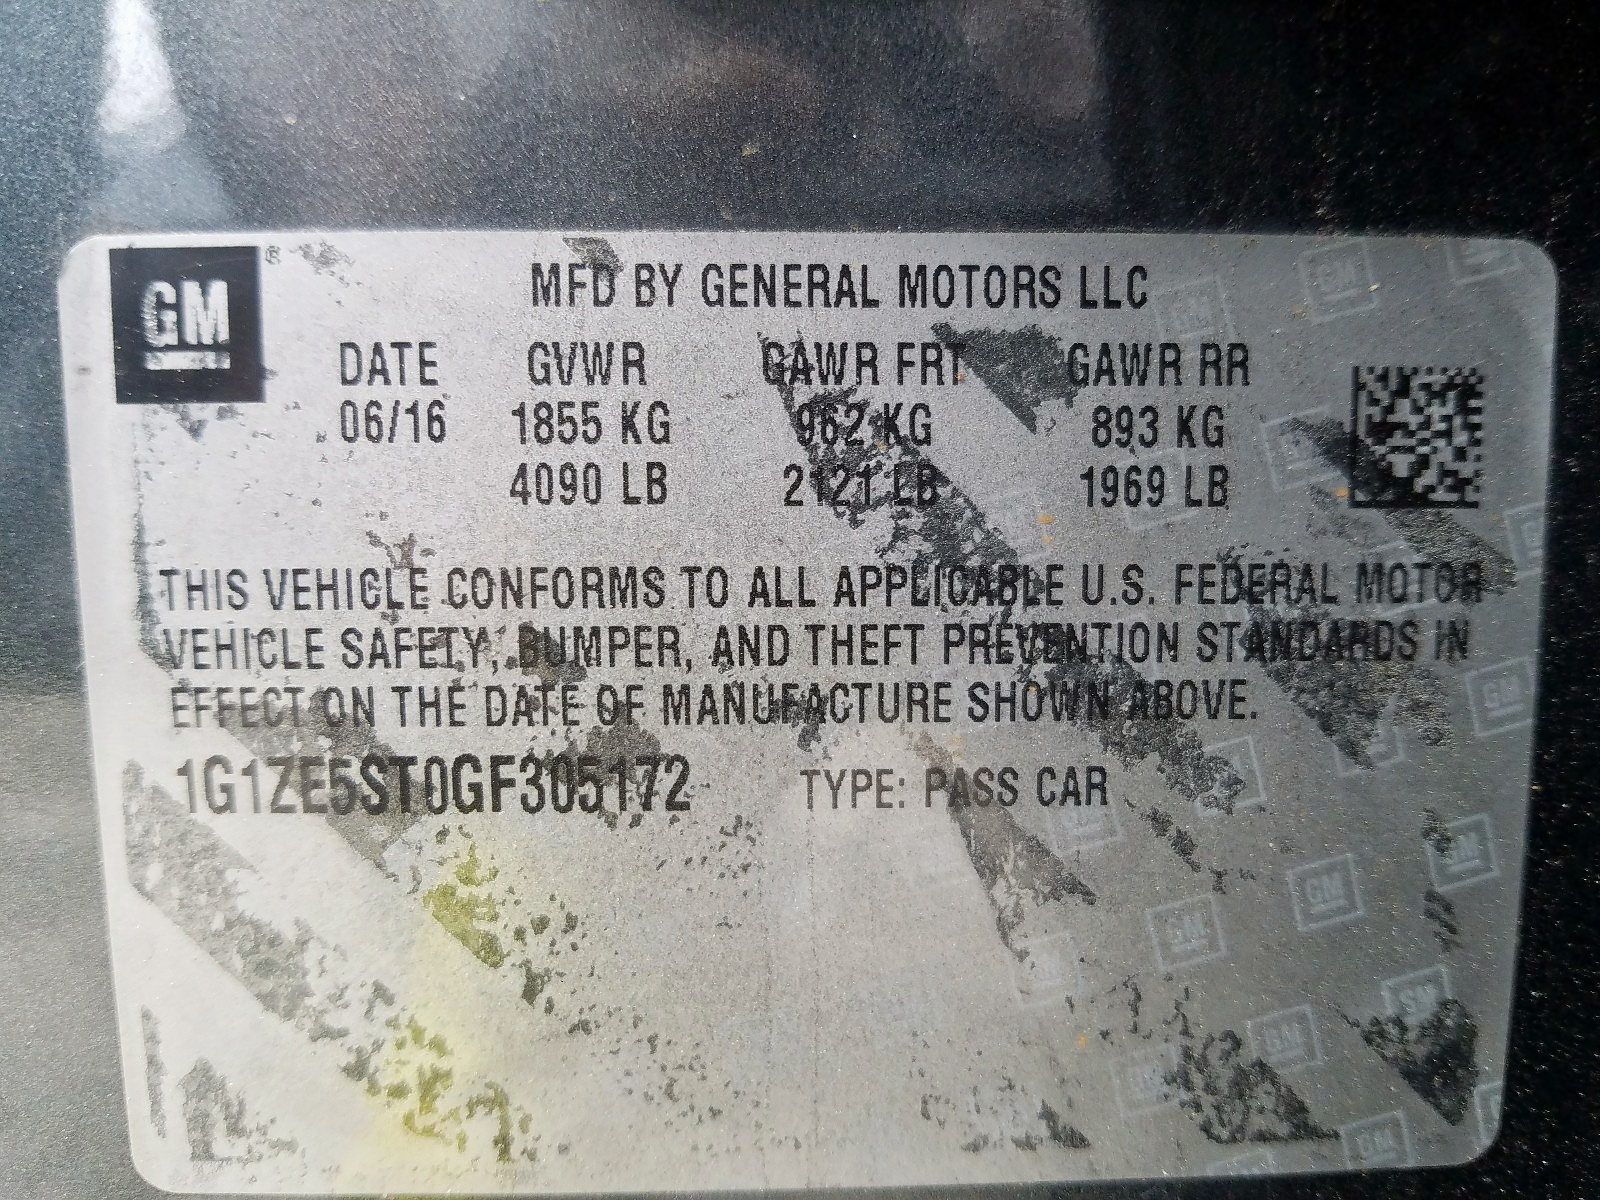 GM ®
MFD BY GENERAL MOTORS LLC
DATE GVWR GAWR FRT GAWR RR
06/16 1855 KG 962 KG 893 KG
4090 LB 2121 LB 1969 LB
THIS VEHICLE CONFORMS TO ALL APPLICABLE U.S. FEDERAL MOTOR
VEHICLE SAFETY, BUMPER, AND THEFT PREVENTION STANDARDS IN
EFFECT ON THE DATE OF MANUFACTURE SHOWN ABOVE.
1G1ZE5ST0GF305172 TYPE: PASS CAR